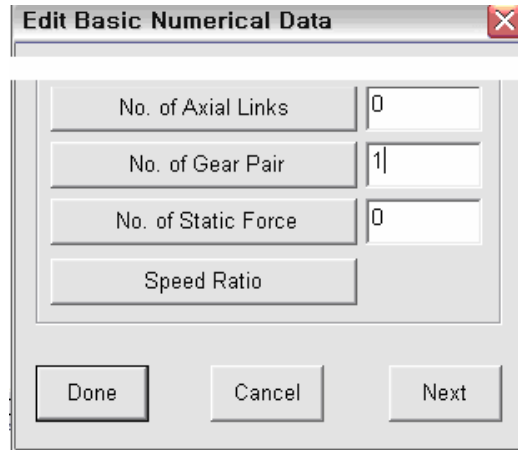 Edit Basic Numerical Data
No. of Axial Links 0
No. of Gear Pair 1
No. of Static Force 0
Speed Ratio
Done Cancel Next